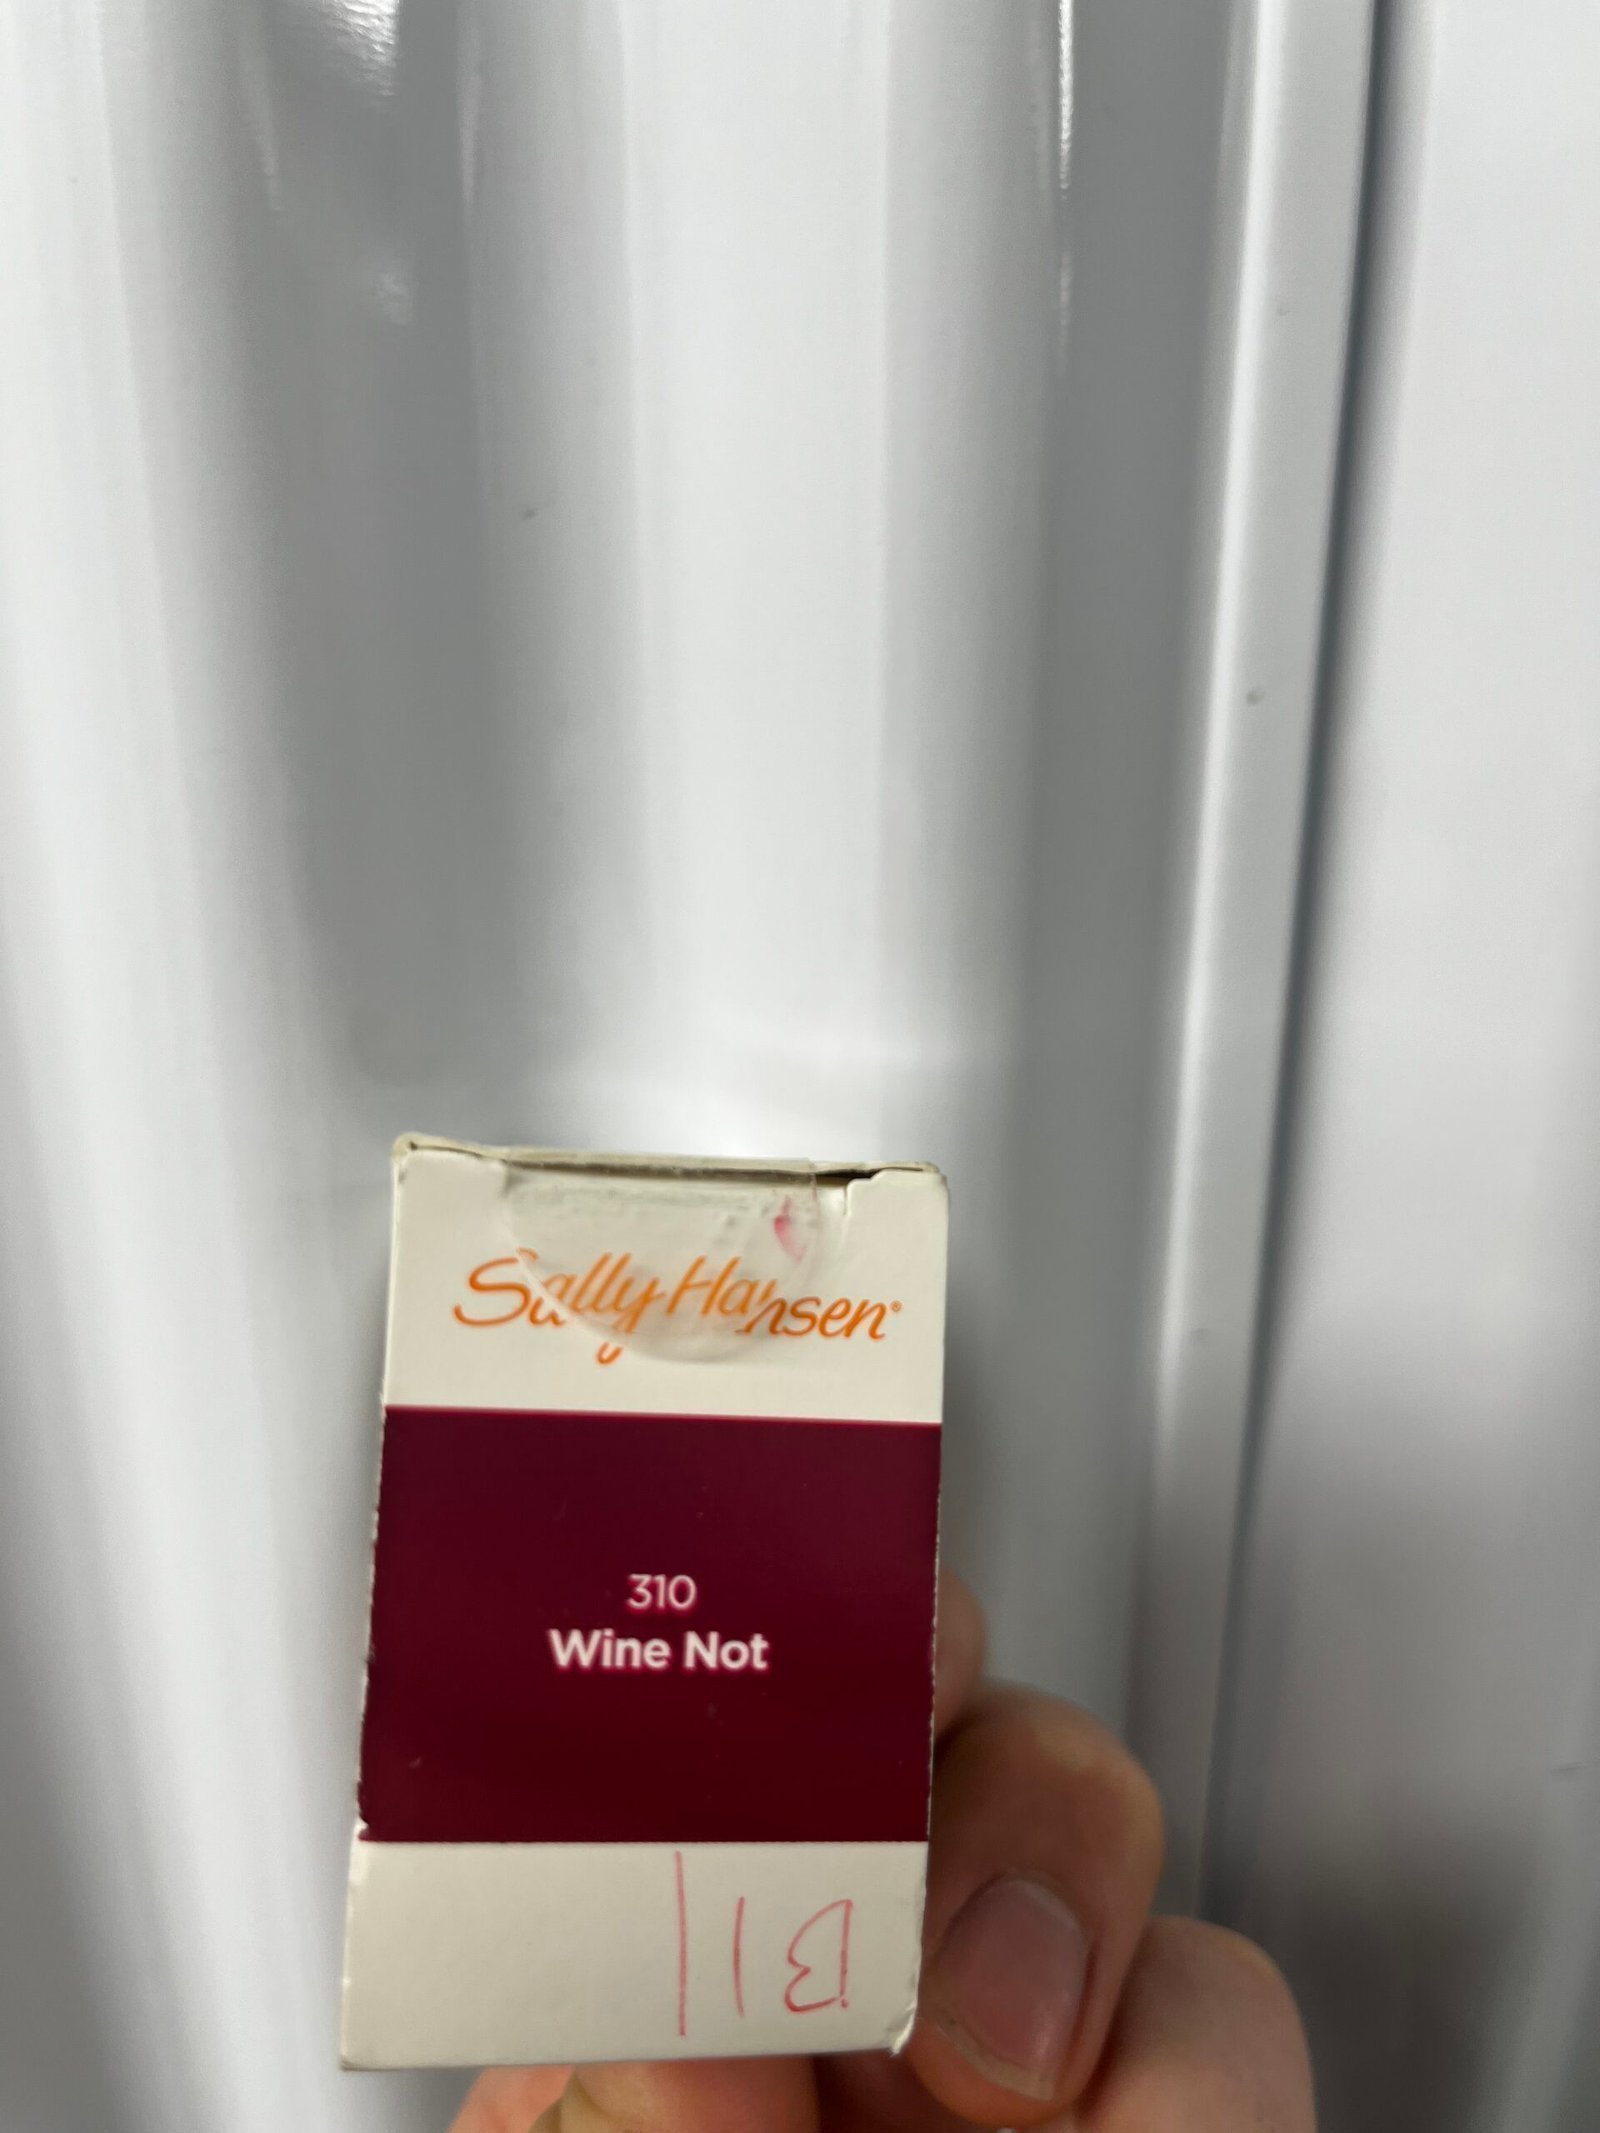 Sally Hansen®
310
Wine Not
B11